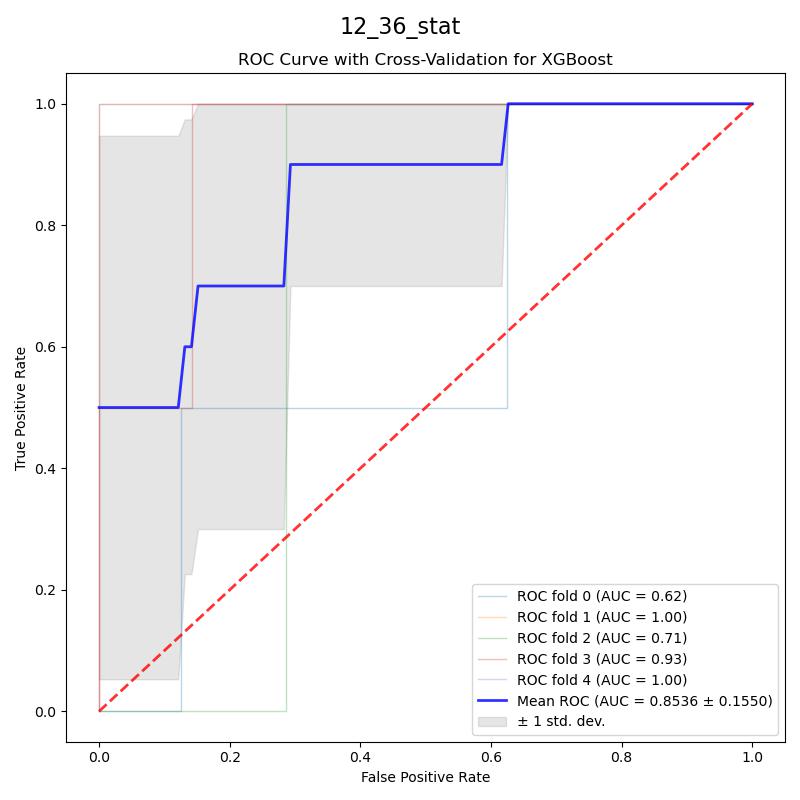 12_36_stat
ROC Curve with Cross-Validation for XGBoost
True Positive Rate
1.0
0.8
0.6
0.4
0.2
0.0
ROC fold 0 (AUC = 0.62)
ROC fold 1 (AUC = 1.00)
ROC fold 2 (AUC = 0.71)
ROC fold 3 (AUC = 0.93)
ROC fold 4 (AUC = 1.00)
Mean ROC (AUC = 0.8536 ± 0.1550)
± 1 std. dev.
0.0 0.2 0.4 0.6 0.8 1.0
False Positive Rate